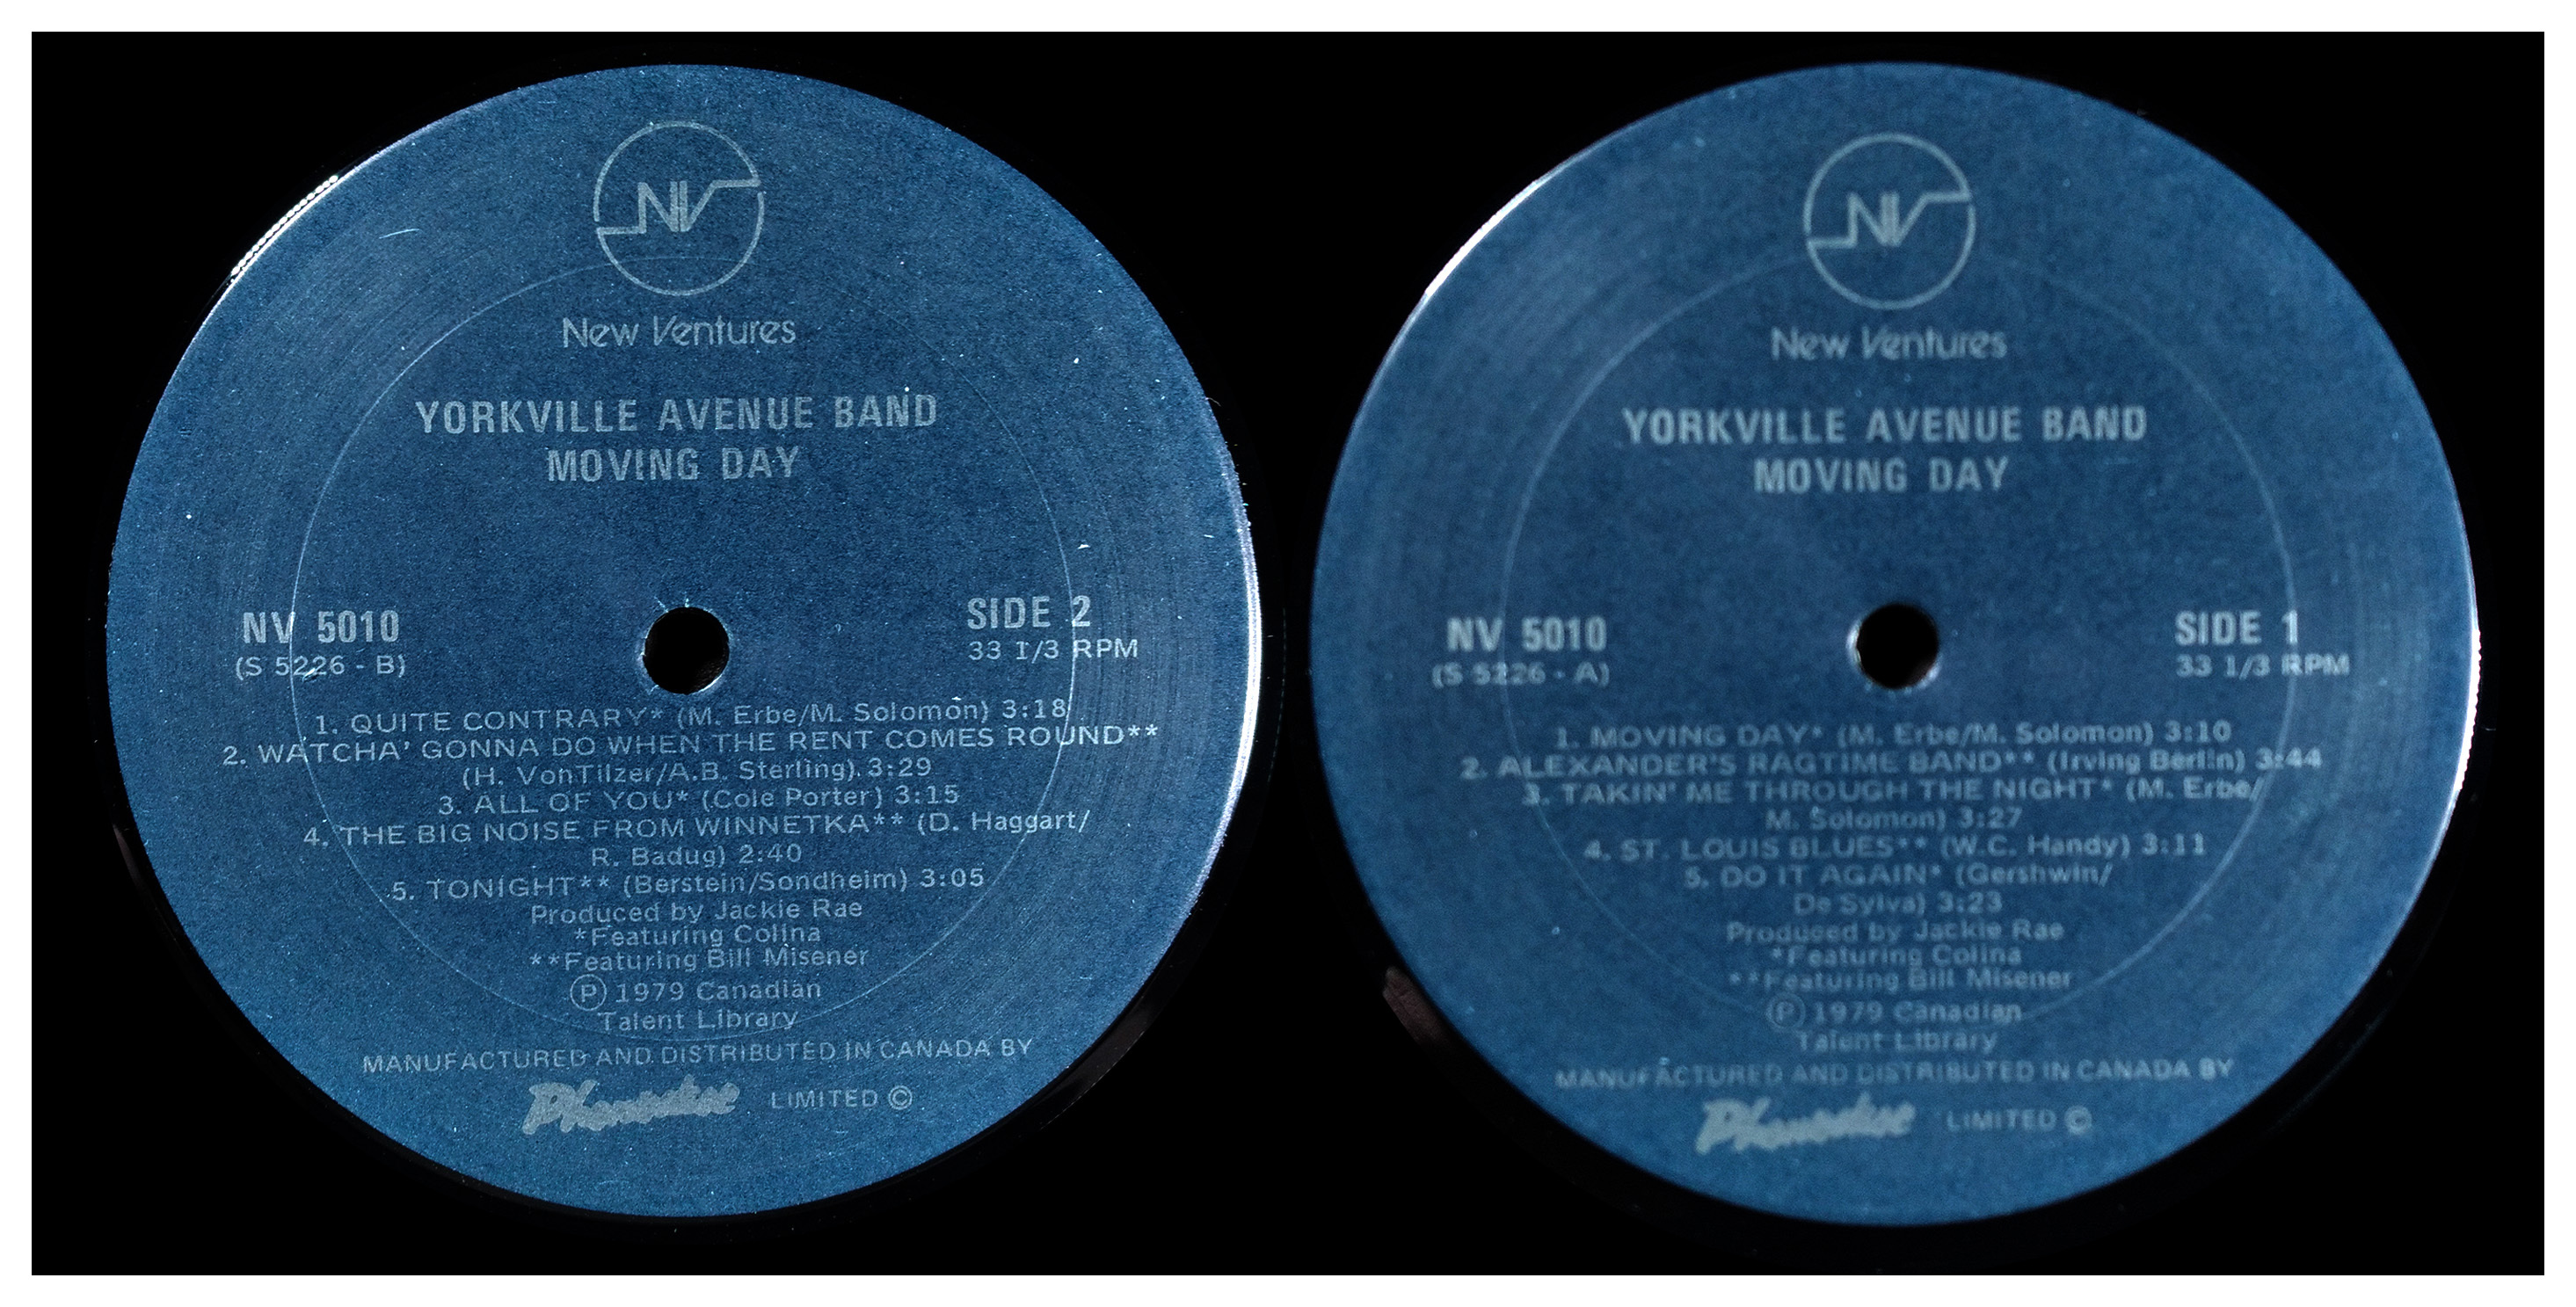 NV
New Ventures
YORKVILLE AVENUE BAND
MOVING DAY
NV 5010
(S 5226 - B)
SIDE 2
33 1/3 RPM
1. QUITE CONTRARY* (M. Erbe/M. Solomon) 3:18
2. WATCHA' GONNA DO WHEN THE RENT COMES ROUND**
(H. VonTilzer/A.B. Sterling). 3:29
3. ALL OF YOU* (Cole Porter) 3:15
4. THE BIG NOISE FROM WINNETKA** (D. Haggart/
R. Badug) 2:40
5. TONIGHT** (Berstein/Sondheim) 3:05
Produced by Jackie Rae
*Featuring Colina
**Featuring Bill Misener
Ⓟ 1979 Canadian
Talent Library
MANUFACTURED AND DISTRIBUTED IN CANADA BY
Phonodisc LIMITED ©
NV
New Ventures
YORKVILLE AVENUE BAND
MOVING DAY
NV 5010
(S 5226 - A)
SIDE 1
33 1/3 RPM
1. MOVING DAY* (M. Erbe/M. Solomon) 3:10
2. ALEXANDER'S RAGTIME BAND** (Irving Berlin) 3:44
3. TAKIN' ME THROUGH THE NIGHT* (M. Erbe/
M. Solomon) 3:27
4. ST. LOUIS BLUES** (W.C. Handy) 3:11
5. DO IT AGAIN* (Gershwin/
De Sylva) 3:23
Produced by Jackie Rae
*Featuring Colina
**Featuring Bill Misener
Ⓟ 1979 Canadian
Talent Library
MANUFACTURED AND DISTRIBUTED IN CANADA BY
Phonodisc LIMITED ©